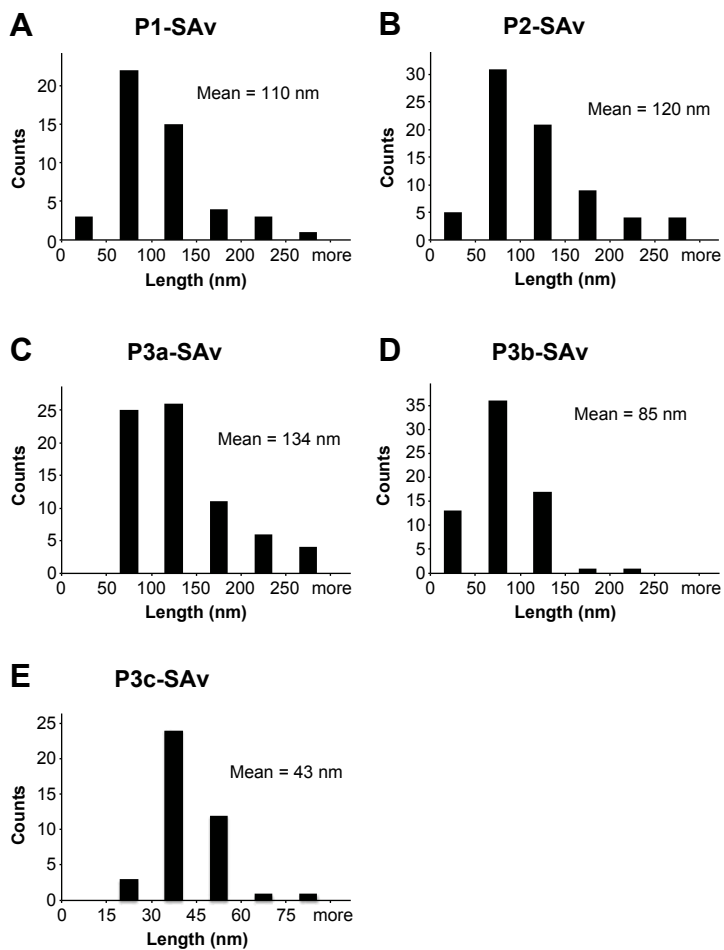 A
P1-SAv
Counts
20
15
10
5
0
Mean = 110 nm
0 50 100 150 200 250 more
Length (nm)
B
P2-SAv
Counts
30
25
20
15
10
5
0
Mean = 120 nm
0 50 100 150 200 250 more
Length (nm)
C
P3a-SAv
Counts
25
20
15
10
5
0
Mean = 134 nm
0 50 100 150 200 250 more
Length (nm)
D
P3b-SAv
Counts
35
30
25
20
15
10
5
0
Mean = 85 nm
0 50 100 150 200 250 more
Length (nm)
E
P3c-SAv
Counts
25
20
15
10
5
0
Mean = 43 nm
0 15 30 45 60 75 more
Length (nm)